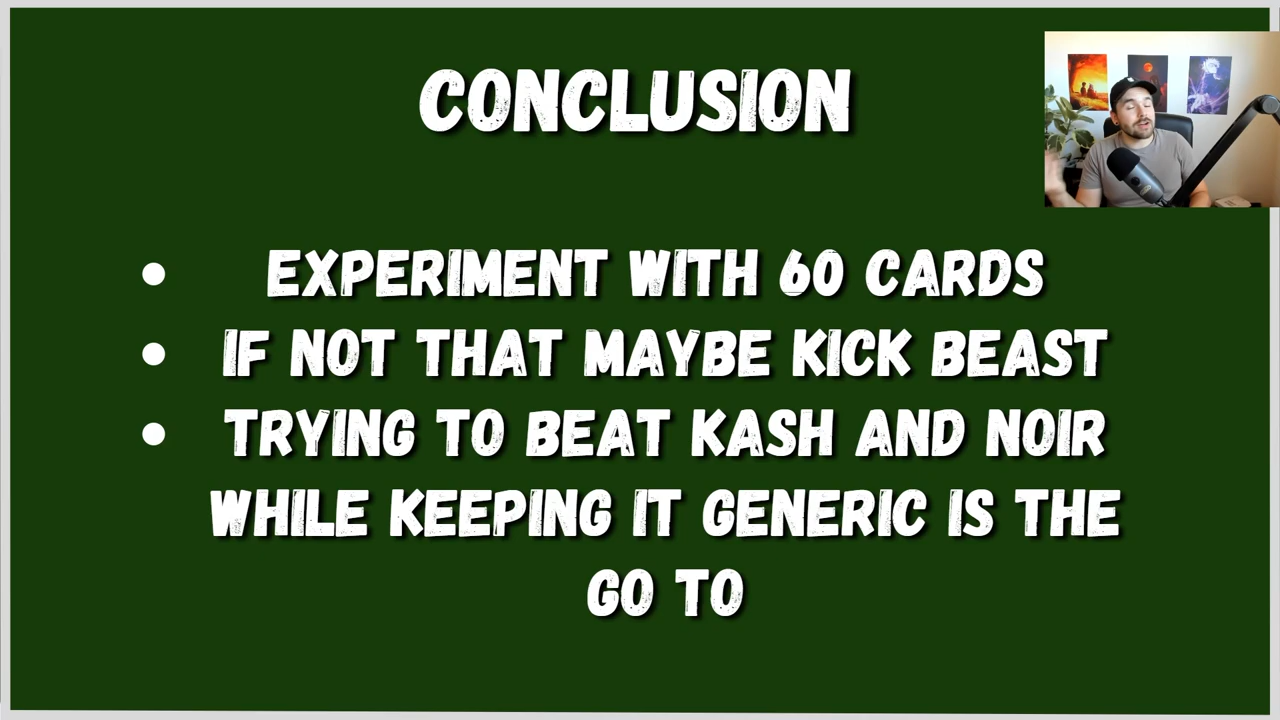 CONCLUSION
EXPERIMENT WITH 60 CARDS
IF NOT THAT MAYBE KICK BEAST
TRYING TO BEAT KASH AND NOIR
WHILE KEEPING IT GENERIC IS THE
GO TO